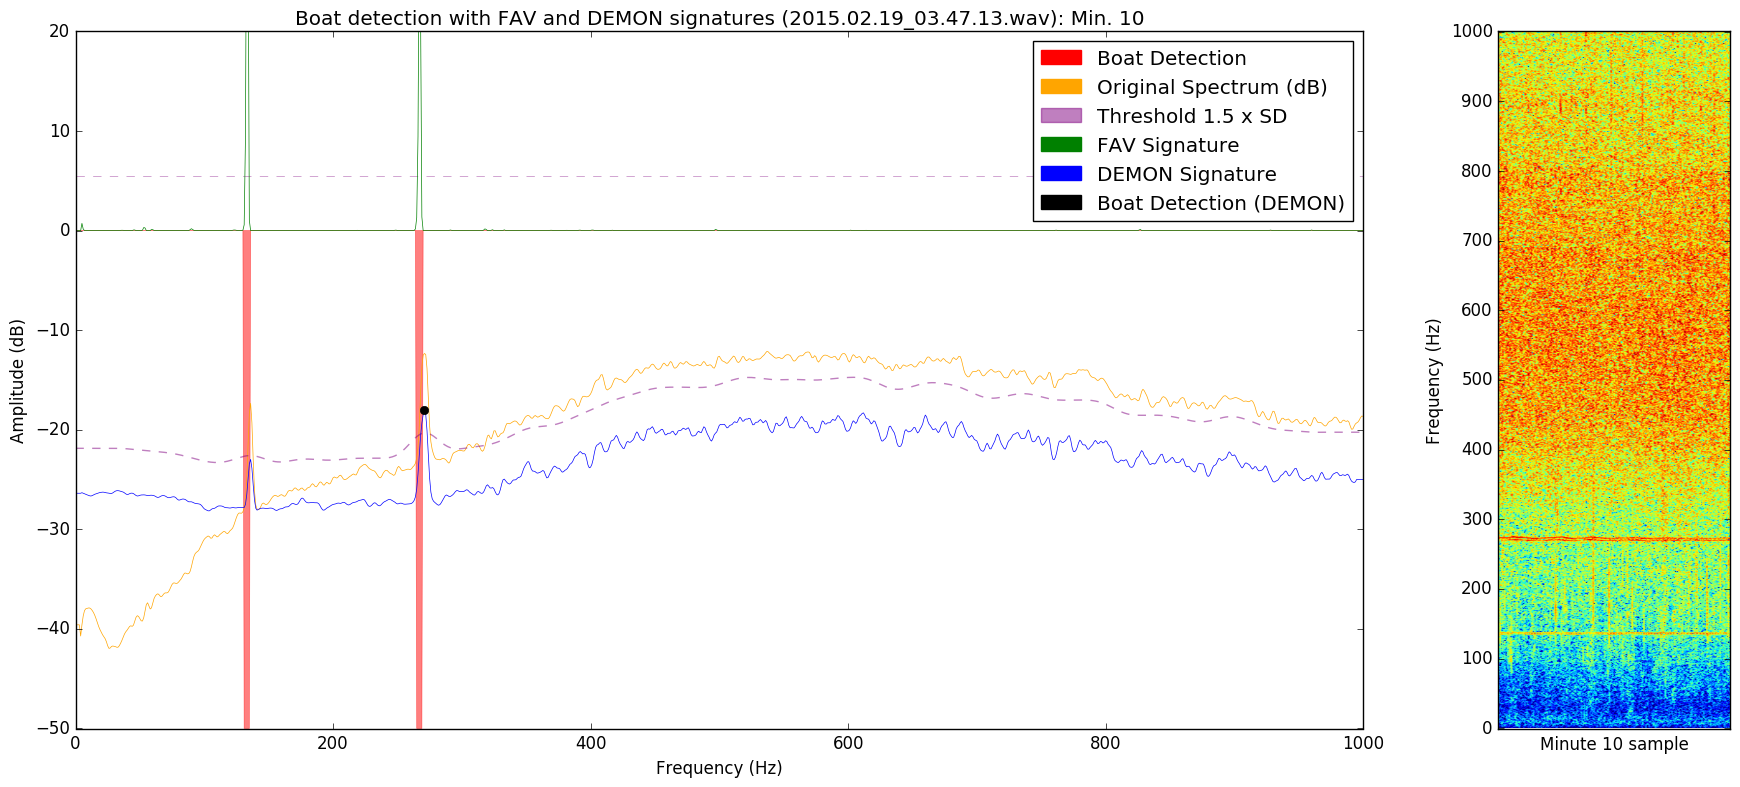 Boat detection with FAV and DEMON signatures (2015.02.19_03.47.13.wav): Min. 10
Boat Detection
Original Spectrum (dB)
Threshold 1.5 x SD
FAV Signature
DEMON Signature
Boat Detection (DEMON)
Amplitude (dB)
20
10
0
−10
−20
−30
−40
−50
0
200
400
600
800
1000
Frequency (Hz)
Frequency (Hz)
1000
900
800
700
600
500
400
300
200
100
0
Minute 10 sample